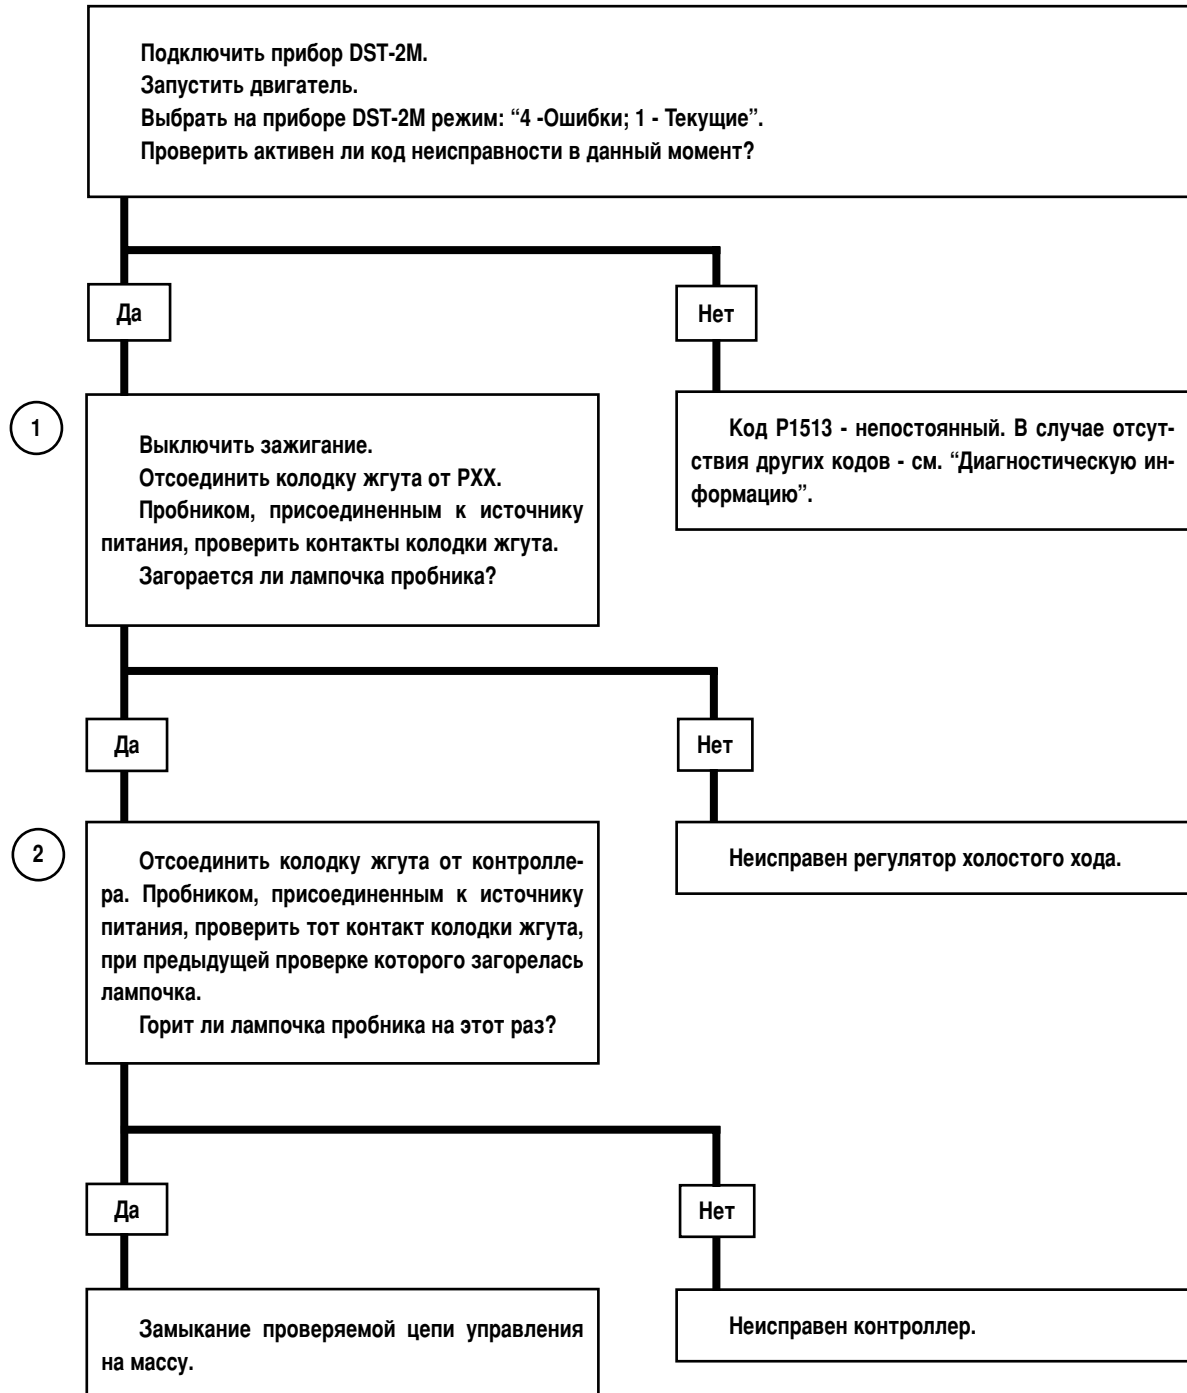 Подключить прибор DST-2М.
Запустить двигатель.
Выбрать на приборе DST-2М режим: “4 -Ошибки; 1 - Текущие”.
Проверить активен ли код неисправности в данный момент?
Да
Нет
1
Выключить зажигание.
Отсоединить колодку жгута от РХХ.
Пробником, присоединенным к источнику
питания, проверить контакты колодки жгута.
Загорается ли лампочка пробника?
Код Р1513 - непостоянный. В случае отсут-
ствия других кодов - см. “Диагностическую ин-
формацию”.
Да
Нет
2
Отсоединить колодку жгута от контролле-
ра. Пробником, присоединенным к источнику
питания, проверить тот контакт колодки жгута,
при предыдущей проверке которого загорелась
лампочка.
Горит ли лампочка пробника на этот раз?
Неисправен регулятор холостого хода.
Да
Нет
Замыкание проверяемой цепи управления
на массу.
Неисправен контроллер.